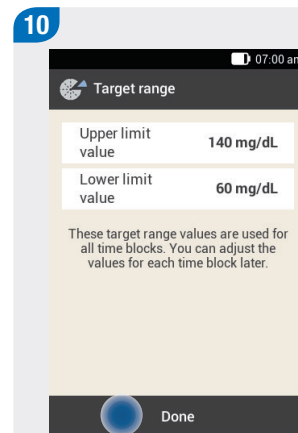 10
07:00 am
Target range
Upper limit
value
140 mg/dL
Lower limit
value
60 mg/dL
These target range values are used for
all time blocks. You can adjust the
values for each time block later.
Done